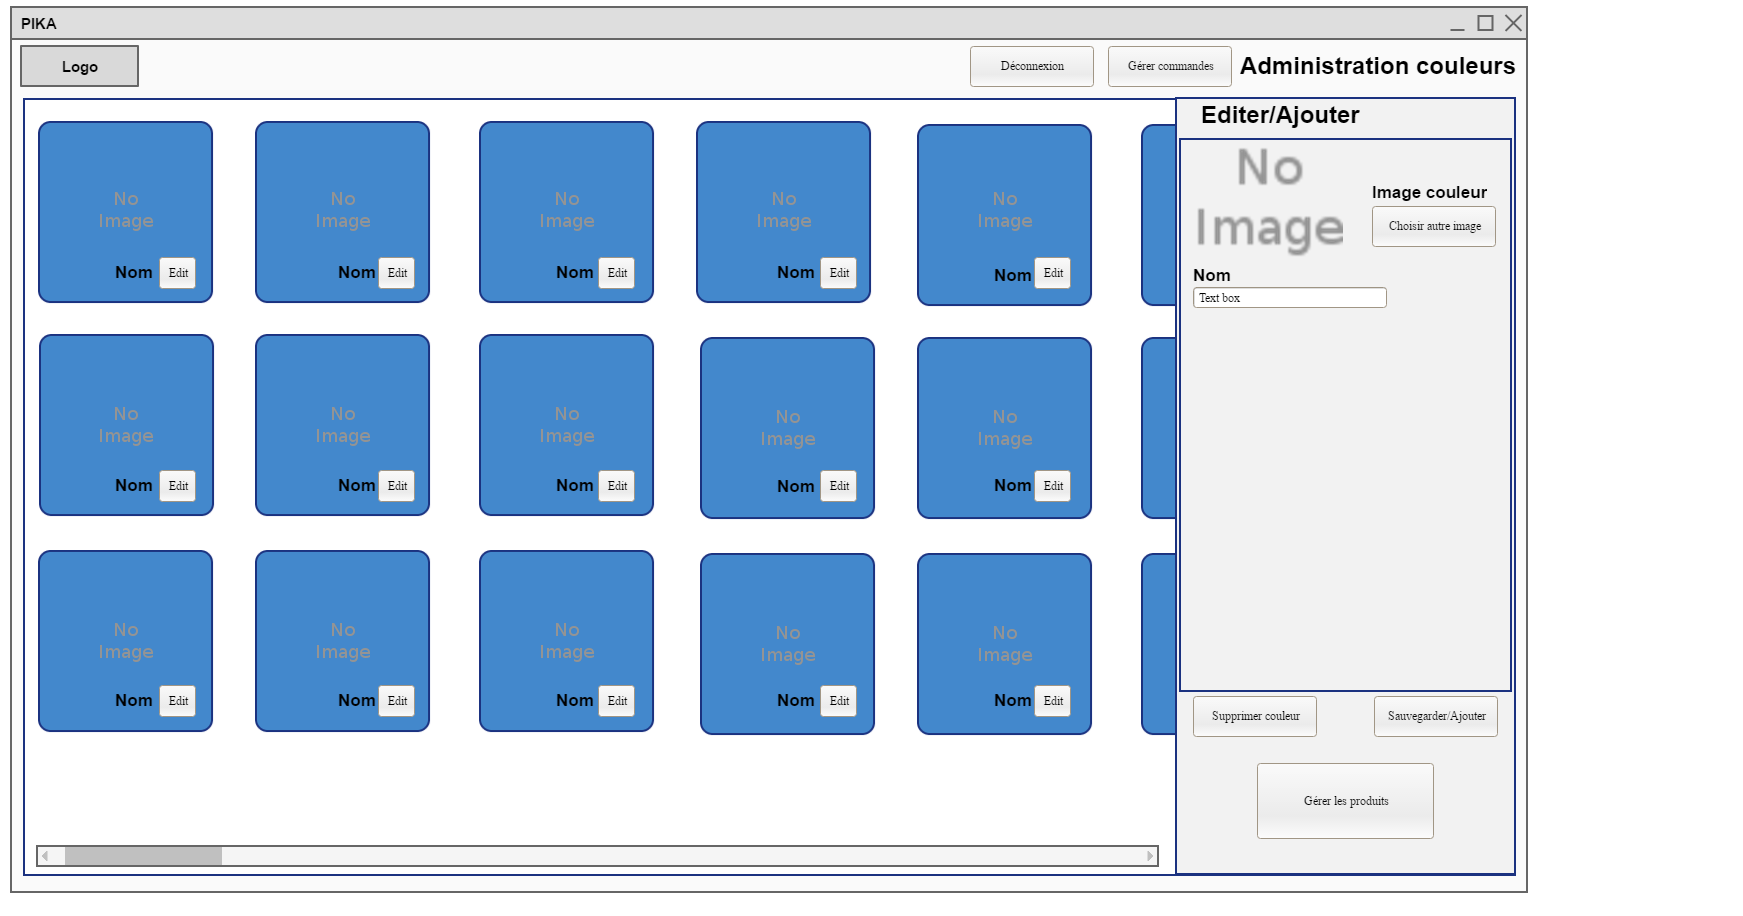 PIKA
Logo
Déconnexion
Gérer commandes
Administration couleurs
No
Image
Nom
Edit
No
Image
Nom
Edit
No
Image
Nom
Edit
No
Image
Nom
Edit
No
Image
Nom
Edit
No
Image
Nom
Edit
No
Image
Nom
Edit
No
Image
Nom
Edit
No
Image
Nom
Edit
No
Image
Nom
Edit
No
Image
Nom
Edit
No
Image
Nom
Edit
No
Image
Nom
Edit
No
Image
Nom
Edit
No
Image
Nom
Edit
Editer/Ajouter
No
Image
Image couleur
Choisir autre image
Nom
Text box
Supprimer couleur
Sauvegarder/Ajouter
Gérer les produits